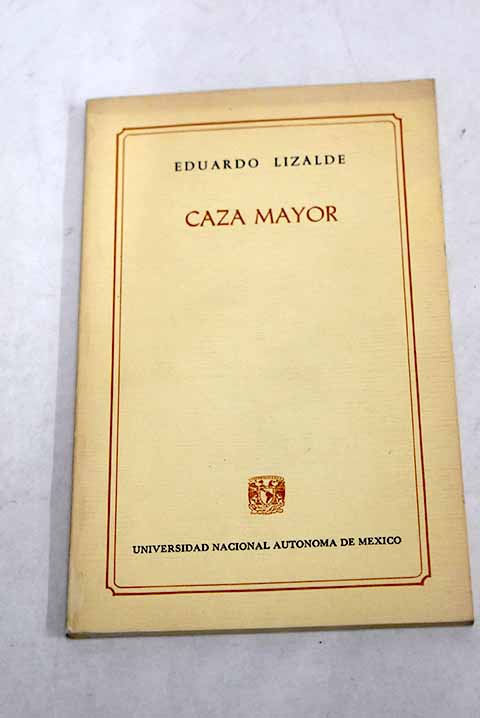 EDUARDO LIZALDE
CAZA MAYOR
UNIVERSIDAD NACIONAL AUTONOMA DE MEXICO